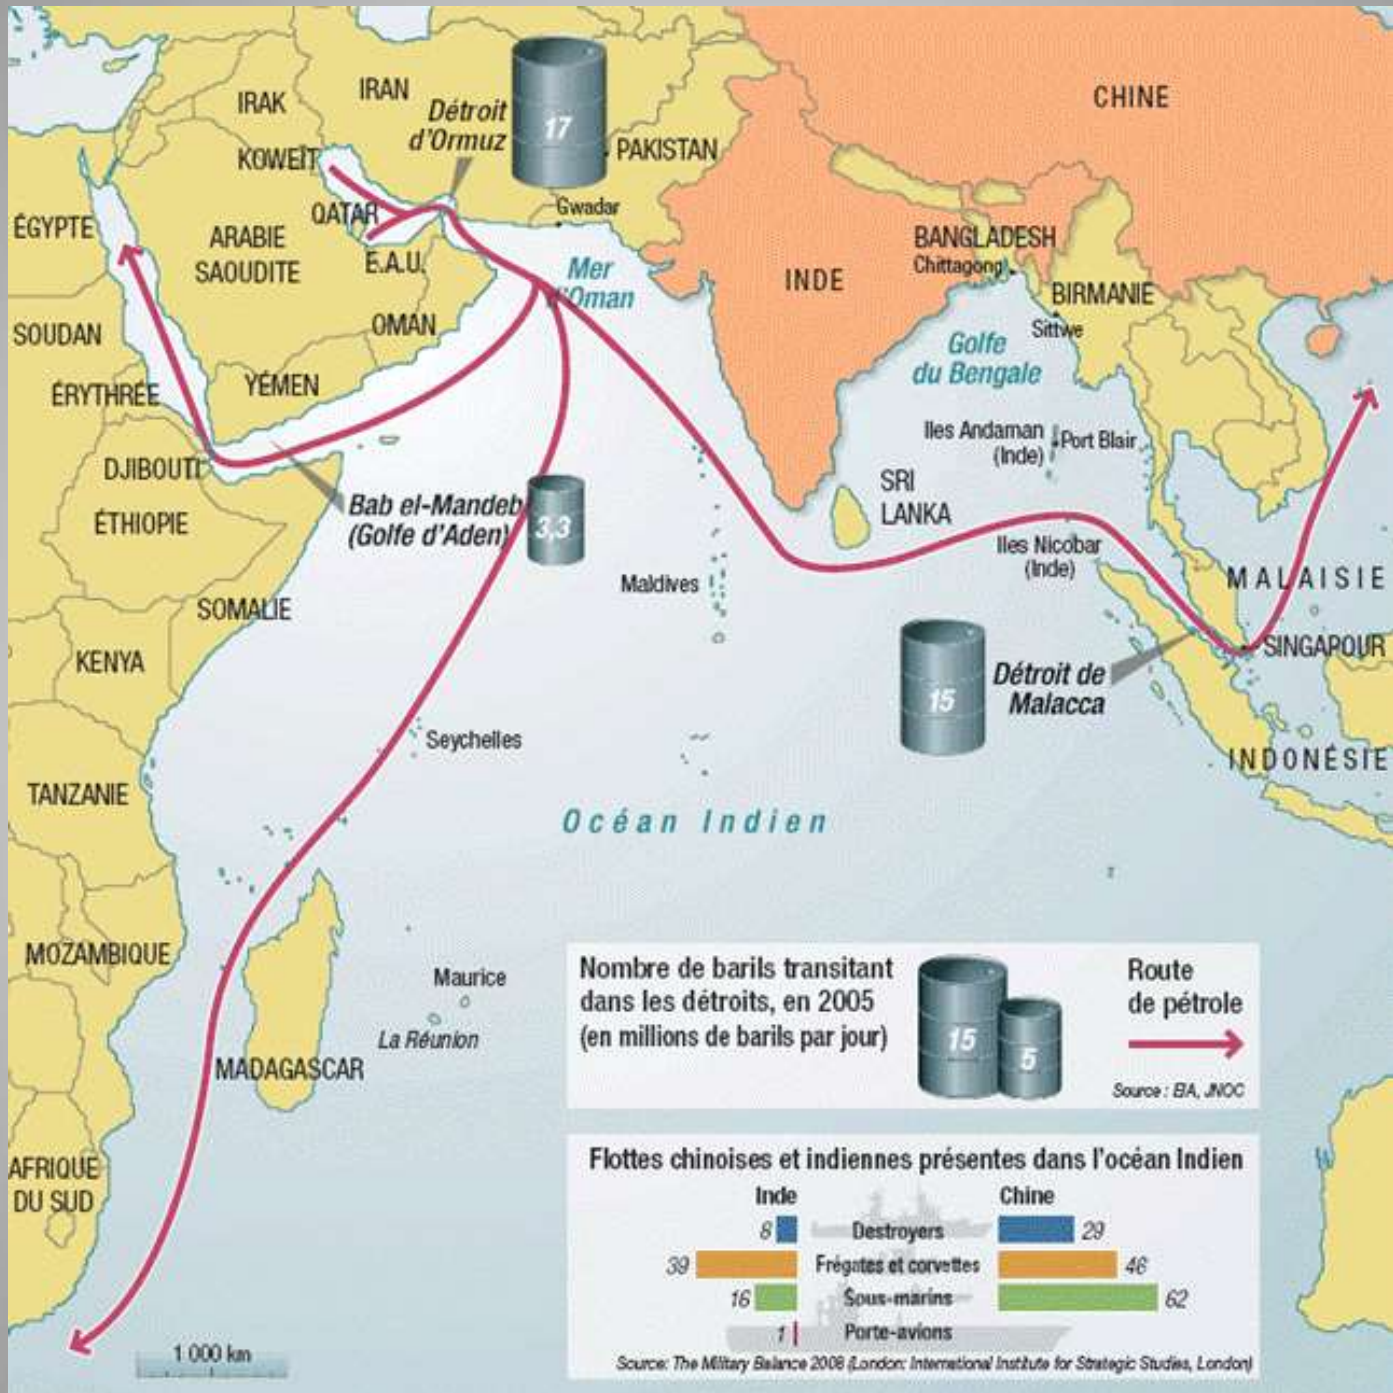 IRAK
IRAN
Détroit
d'Ormuz
17
PAKISTAN
CHINE
KOWEÏT
QATAR
Gwadar
ÉGYPTE
ARABIE
SAOUDITE
E.A.U.
Mer
d'Oman
INDE
BANGLADESH
Chittagong
BIRMANIE
Sittwe
SOUDAN
OMAN
Golfe
du Bengale
ÉRYTHRÉE
YÉMEN
Iles Andaman
(Inde)
Port Blair
DJIBOUTI
SRI
LANKA
ÉTHIOPIE
Bab el-Mandeb
(Golfe d'Aden)
3,3
Iles Nicobar
(Inde)
Maldives
MALAISIE
SOMALIE
KENYA
15
Détroit de
Malacca
SINGAPOUR
Seychelles
INDONÉSIE
TANZANIE
Océan Indien
MOZAMBIQUE
Maurice
La Réunion
MADAGASCAR
AFRIQUE
DU SUD
1 000 km
Nombre de barils transitant
dans les détroits, en 2005
(en millions de barils par jour)
15
5
Route
de pétrole
Source : EIA, JNOC
Flottes chinoises et indiennes présentes dans l'océan Indien
Inde Chine
8 Destroyers 29
39 Frégates et corvettes 46
16 Sous-marins 62
1 Porte-avions
Source: The Military Balance 2008 (London: International Institute for Strategic Studies, London)